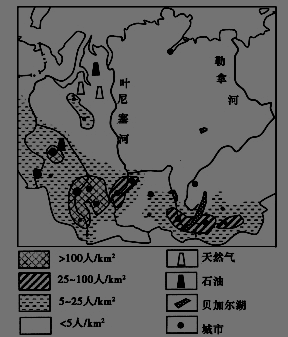 叶尼塞河
勒拿河
>100人/km²
25~100人/km²
5~25人/km²
<5人/km²
天然气
石油
贝加尔湖
城市